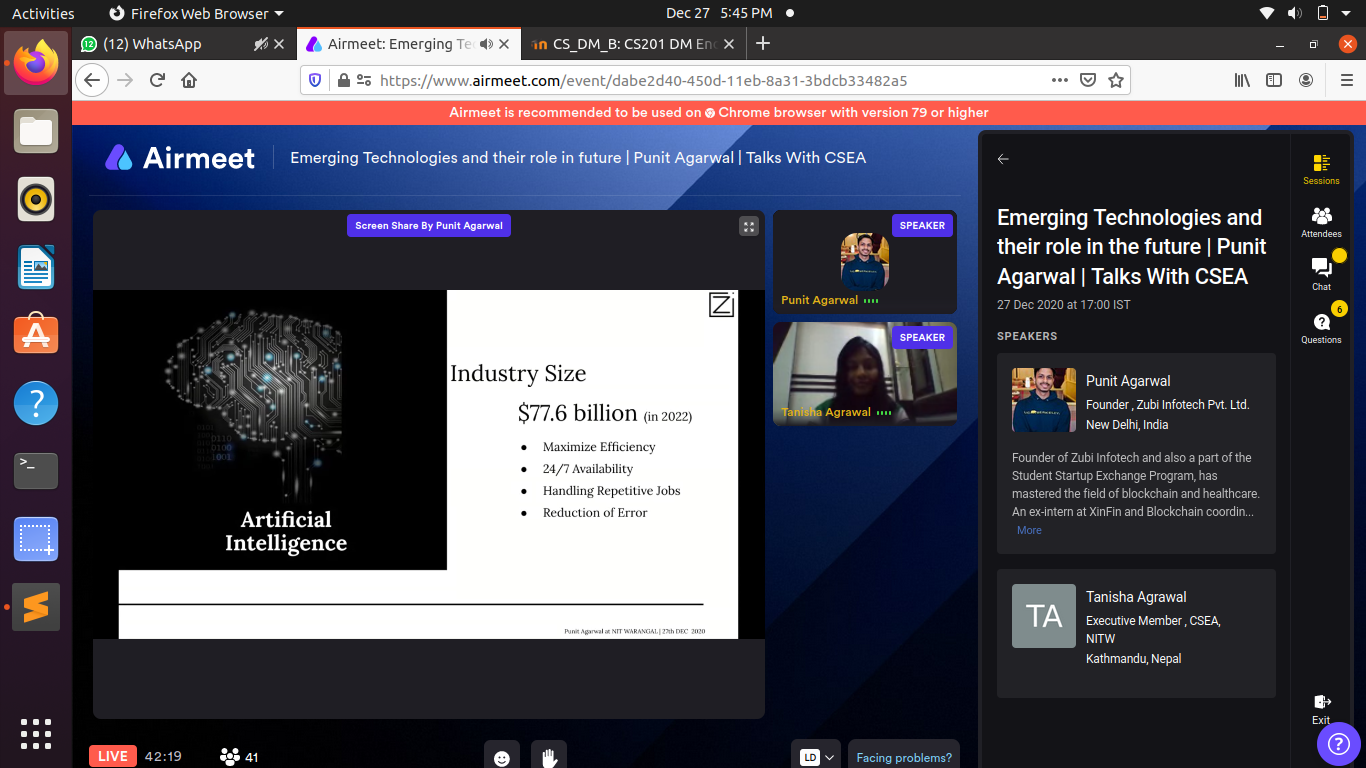 Activities
Firefox Web Browser
Dec 27 5:45 PM
(12) WhatsApp
Airmeet: Emerging Te
CS_DM_B: CS201 DM En
https://www.airmeet.com/event/dabe2d40-450d-11eb-8a31-3bdcb33482a5
Airmeet is recommended to be used on Chrome browser with version 79 or higher
Airmeet
Emerging Technologies and their role in future | Punit Agarwal | Talks With CSEA
Screen Share By Punit Agarwal
Artificial
Intelligence
Industry Size
$77.6 billion (in 2022)
● Maximize Efficiency
● 24/7 Availability
● Handling Repetitive Jobs
● Reduction of Error
Punit Agarwal at NIT WARANGAL | 27th DEC 2020
SPEAKER
Punit Agarwal
SPEAKER
Tanisha Agrawal
LIVE
42:19
41
LD
Facing problems?
Emerging Technologies and
their role in the future | Punit
Agarwal | Talks With CSEA
27 Dec 2020 at 17:00 IST
SPEAKERS
Punit Agarwal
Founder , Zubi Infotech Pvt. Ltd.
New Delhi, India
Founder of Zubi Infotech and also a part of the
Student Startup Exchange Program, has
mastered the field of blockchain and healthcare.
An ex-intern at XinFin and Blockchain coordin...
More
TA
Tanisha Agrawal
Executive Member , CSEA,
NITW
Kathmandu, Nepal
Sessions
Attendees
Chat
6
Questions
Exit